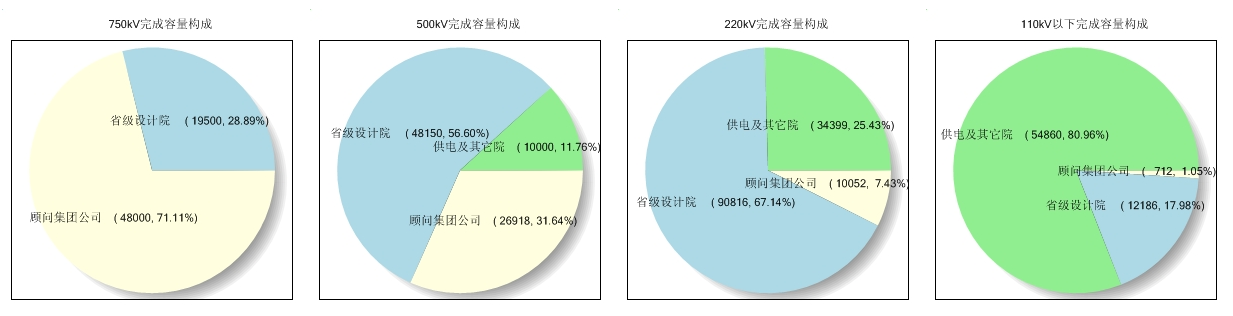 750kV完成容量构成
省级设计院 ( 19500, 28.89%)
顾问集团公司 ( 48000, 71.11%)
500kV完成容量构成
省级设计院 ( 48150, 56.60%)
供电及其它院 ( 10000, 11.76%)
顾问集团公司 ( 26918, 31.64%)
220kV完成容量构成
供电及其它院 ( 34399, 25.43%)
顾问集团公司 ( 10052, 7.43%)
省级设计院 ( 90816, 67.14%)
110kV以下完成容量构成
供电及其它院 ( 54860, 80.96%)
顾问集团公司 ( 712, 1.05%)
省级设计院 ( 12186, 17.98%)